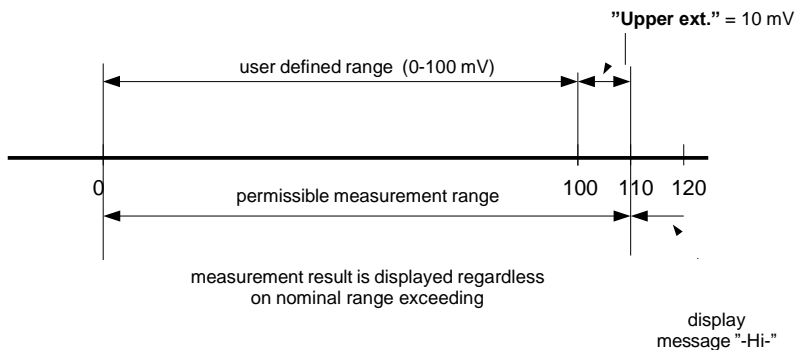 ”Upper ext.” = 10 mV
user defined range (0-100 mV)
0 100 110 120
permissible measurement range
measurement result is displayed regardless
on nominal range exceeding
display
message ”-Hi-”